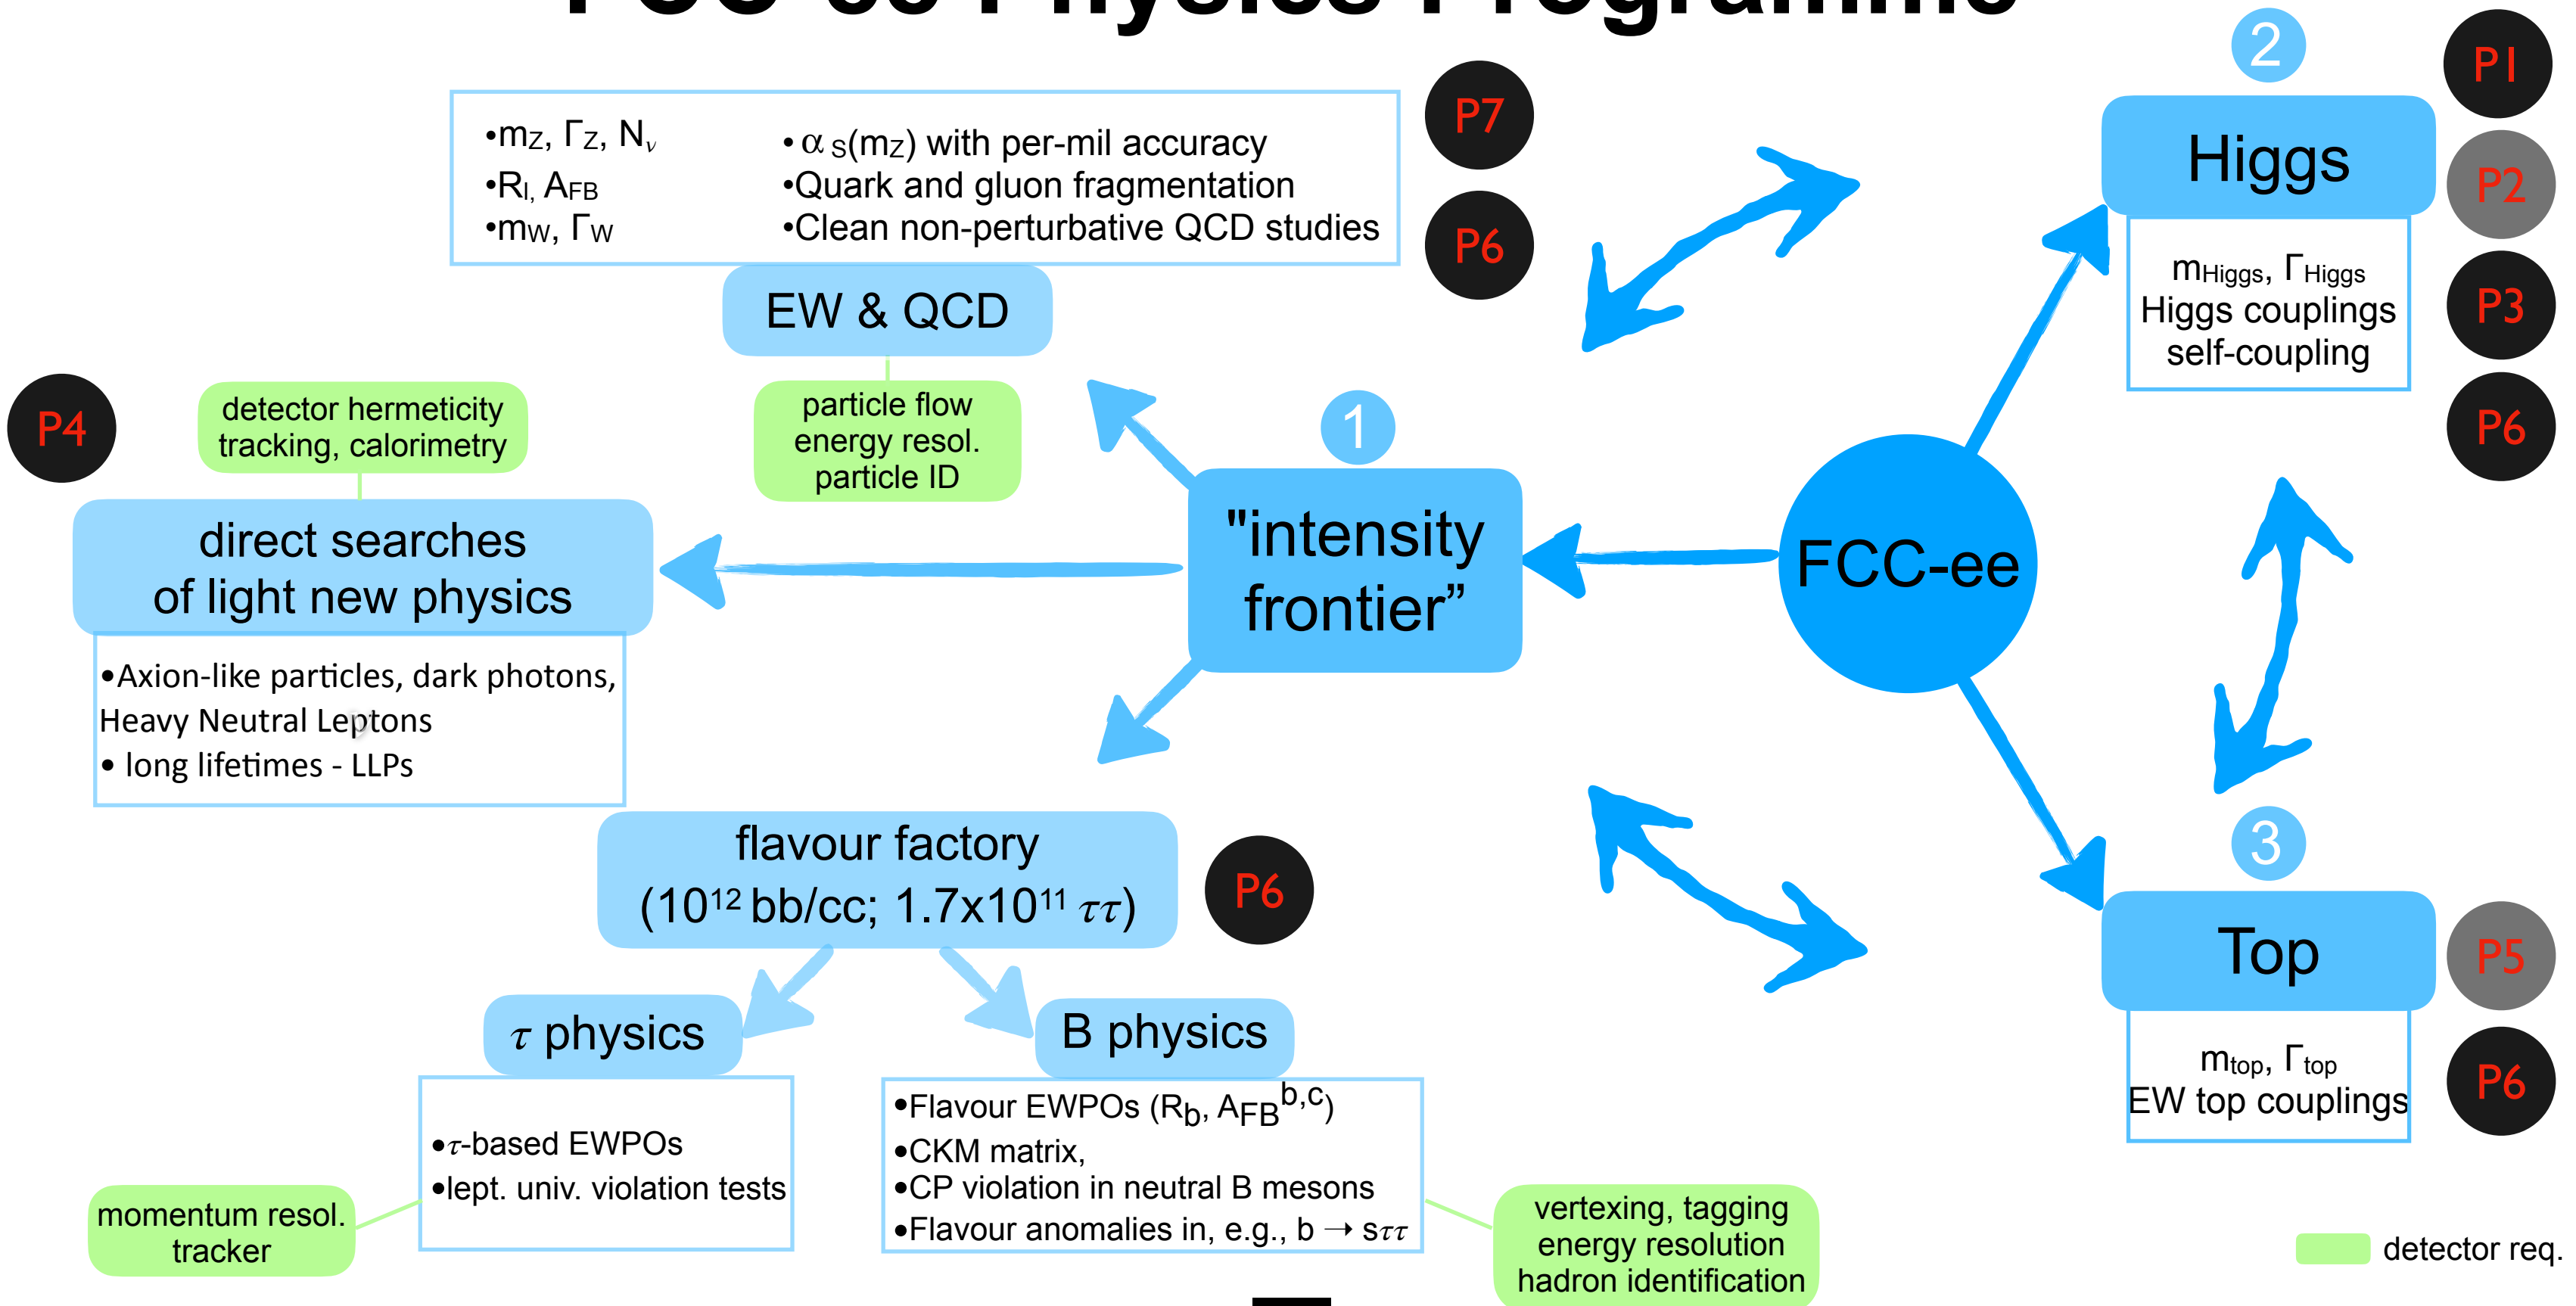 FCC-ee Physics Programme
2
P1
Higgs
P2
mHiggs, ΓHiggs
Higgs couplings
self-coupling
P3
P6
•mZ, ΓZ, Nν
•Rl, AFB
•mW, ΓW
•αS(mZ) with per-mil accuracy
•Quark and gluon fragmentation
•Clean non-perturbative QCD studies
P7
P6
EW & QCD
particle flow
energy resol.
particle ID
P4
detector hermeticity
tracking, calorimetry
direct searches
of light new physics
•Axion-like particles, dark photons,
Heavy Neutral Leptons
• long lifetimes - LLPs
1
"intensity
frontier”
FCC-ee
flavour factory
(10¹² bb/cc; 1.7x10¹¹ ττ)
P6
τ physics
•τ-based EWPOs
•lept. univ. violation tests
momentum resol.
tracker
B physics
•Flavour EWPOs (Rb, AFBb,c)
•CKM matrix,
•CP violation in neutral B mesons
•Flavour anomalies in, e.g., b → sττ
vertexing, tagging
energy resolution
hadron identification
3
Top
P5
mtop, Γtop
EW top couplings
P6
detector req.